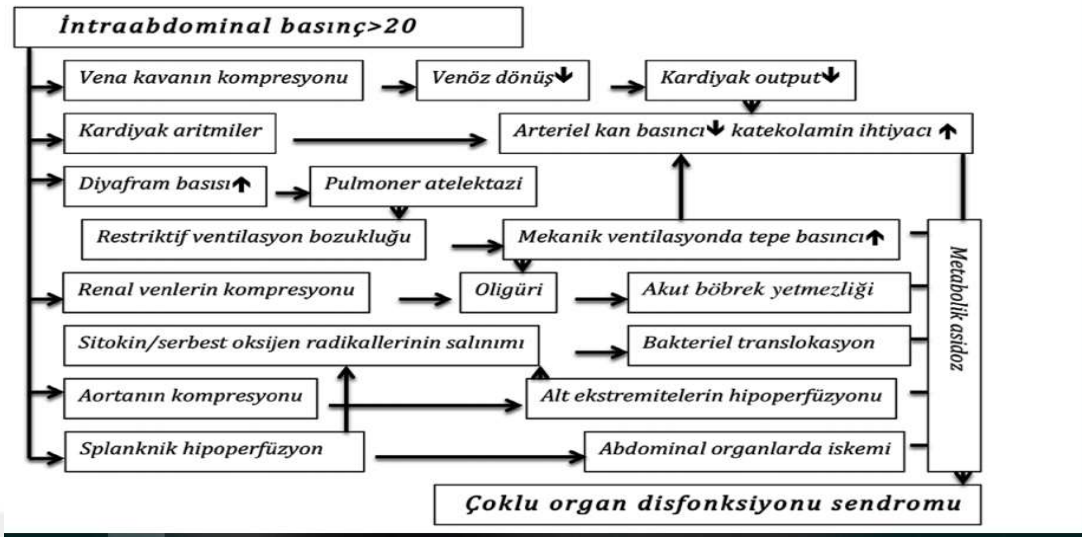 İntraabdominal basınç>20
Vena kavanın kompresyonu
Venöz dönüş🡻
Kardiyak output🡻
Kardiyak aritmiler
Arteriel kan basıncı🡻 katekolamin ihtiyacı 🡹
Diyafram basısı🡹
Pulmoner atelektazi
Restriktif ventilasyon bozukluğu
Mekanik ventilasyonda tepe basıncı🡹
Renal venlerin kompresyonu
Oligüri
Akut böbrek yetmezliği
Sitokin/serbest oksijen radikallerinin salınımı
Bakteriel translokasyon
Aortanın kompresyonu
Alt ekstremitelerin hipoperfüzyonu
Splanknik hipoperfüzyon
Abdominal organlarda iskemi
Metabolik asidoz
Çoklu organ disfonksiyonu sendromu